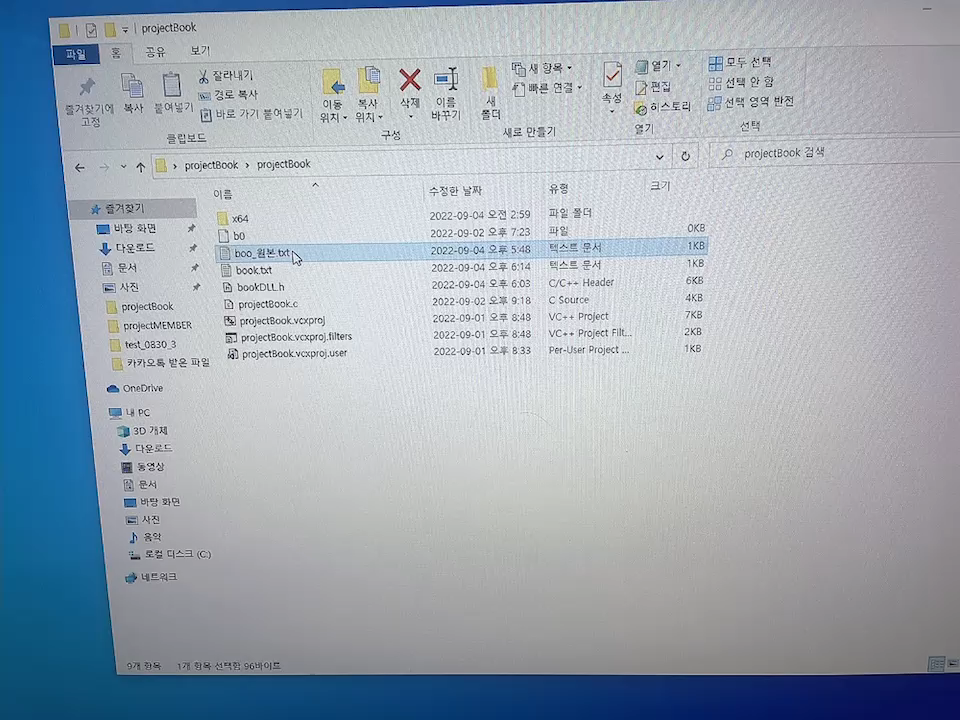 projectBook
파일 홈 공유 보기
즐겨찾기에 고정
복사
붙여넣기
잘라내기
경로 복사
바로 가기 붙여넣기
클립보드
이동 위치
복사 위치
삭제
이름 바꾸기
구성
새 폴더
새 항목
빠른 연결
새로 만들기
속성
열기
편집
히스토리
열기
모두 선택
선택 안 함
선택 영역 반전
선택
projectBook projectBook
projectBook 검색
이름 수정한 날짜 유형 크기
x64 2022-09-04 오전 2:59 파일 폴더
b0 2022-09-02 오후 7:23 파일 0KB
boo_원본.txt 2022-09-04 오후 5:48 텍스트 문서 1KB
book.txt 2022-09-04 오후 6:14 텍스트 문서 1KB
bookDLL.h 2022-09-04 오후 6:03 C/C++ Header 6KB
projectBook.c 2022-09-02 오후 9:18 C Source 4KB
projectBook.vcxproj 2022-09-01 오후 8:48 VC++ Project 7KB
projectBook.vcxproj.filters 2022-09-01 오후 8:48 VC++ Project Filt... 2KB
projectBook.vcxproj.user 2022-09-01 오후 8:33 Per-User Project ... 1KB
즐겨찾기
바탕 화면
다운로드
문서
사진
projectBook
projectMEMBER
test_0830_3
카카오톡 받은 파일
OneDrive
내 PC
3D 개체
다운로드
동영상
문서
바탕 화면
사진
음악
로컬 디스크 (C:)
네트워크
9개 항목 1개 항목 선택함 96바이트